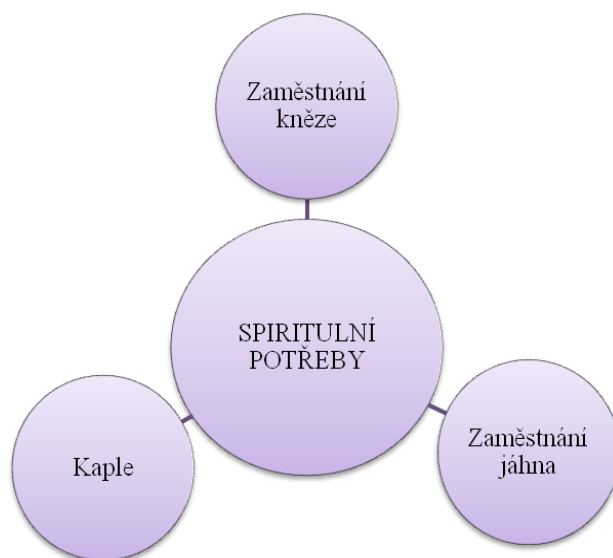 Zaměstnání
kněze
SPIRITULNÍ
POTŘEBY
Kaple
Zaměstnání
jáhna